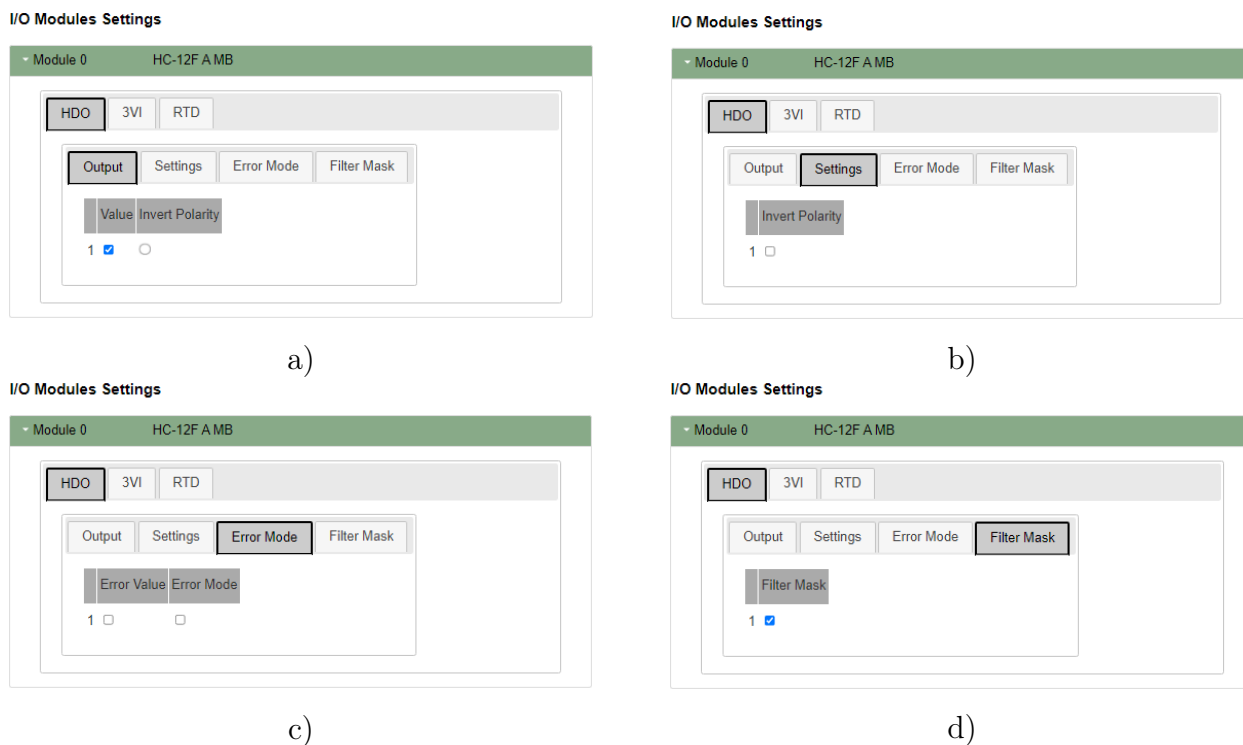 I/O Modules Settings
Module 0 HC-12F A MB
HDO 3VI RTD
Output Settings Error Mode Filter Mask
Value Invert Polarity
1
a)
I/O Modules Settings
Module 0 HC-12F A MB
HDO 3VI RTD
Output Settings Error Mode Filter Mask
Invert Polarity
1
b)
I/O Modules Settings
Module 0 HC-12F A MB
HDO 3VI RTD
Output Settings Error Mode Filter Mask
Error Value Error Mode
1
c)
I/O Modules Settings
Module 0 HC-12F A MB
HDO 3VI RTD
Output Settings Error Mode Filter Mask
Filter Mask
1
d)